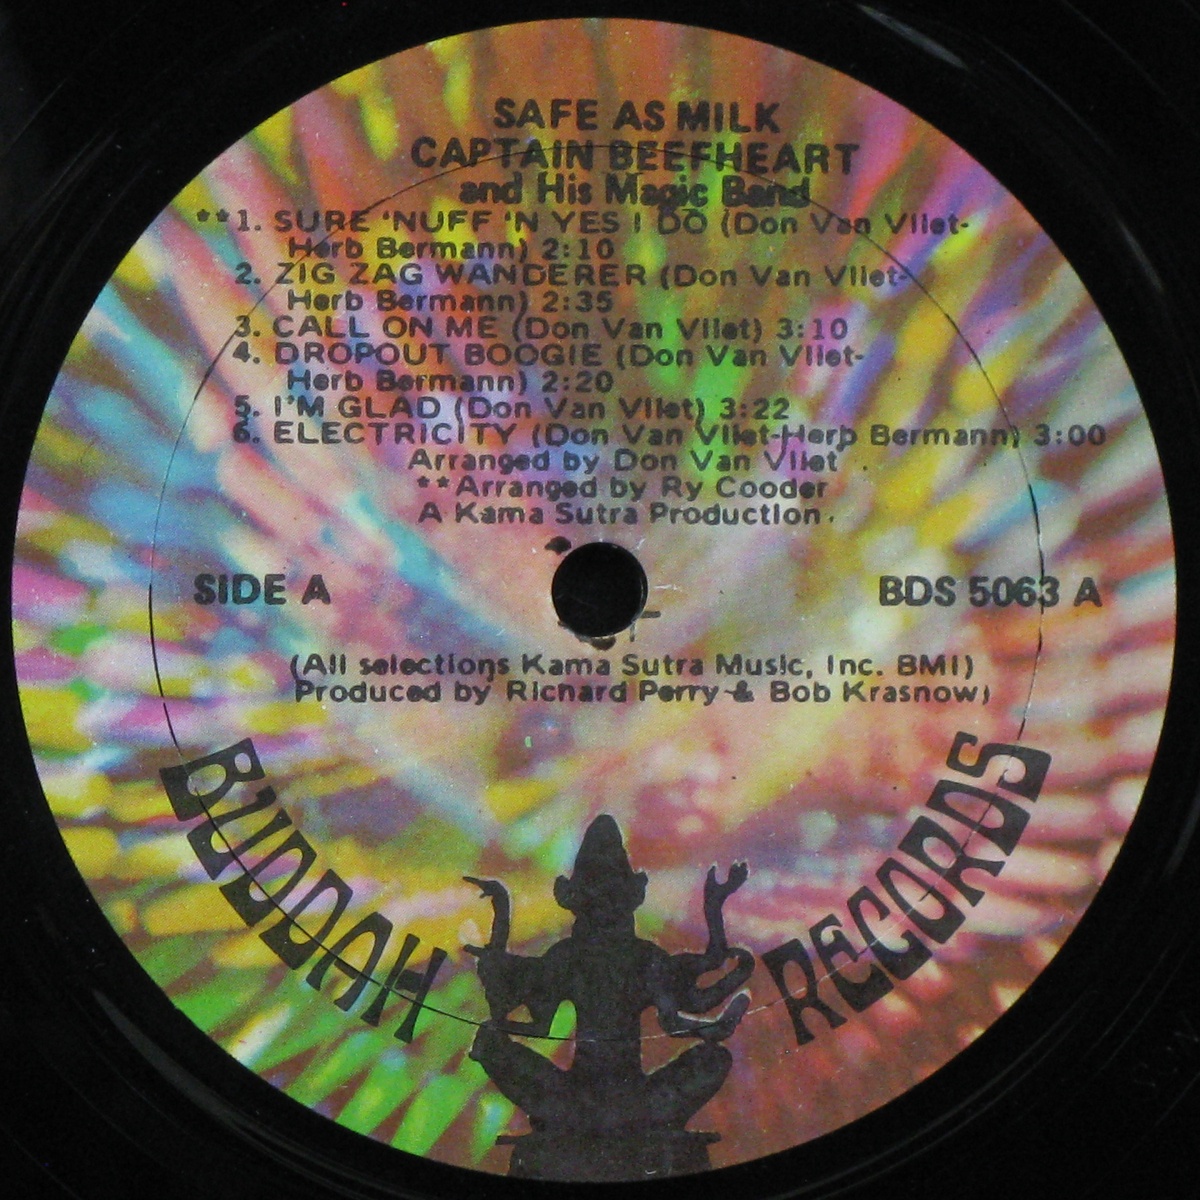 SAFE AS MILK
CAPTAIN BEEFHEART
and His Magic Band
**1. SURE 'NUFF 'N YES I DO (Don Van Vliet-
Herb Bermann) 2:10
2. ZIG ZAG WANDERER (Don Van Vliet-
Herb Bermann) 2:35
3. CALL ON ME (Don Van Vliet) 3:10
4. DROPOUT BOOGIE (Don Van Vliet-
Herb Bermann) 2:20
5. I'M GLAD (Don Van Vliet) 3:22
6. ELECTRICITY (Don Van Vliet-Herb Bermann) 3:00
Arranged by Don Van Vliet
**Arranged by Ry Cooder
A Kama Sutra Production.
SIDE A
BDS 5063 A
(All selections Kama Sutra Music, Inc. BMI)
Produced by Richard Perry & Bob Krasnow)
BUDDAH RECORDS